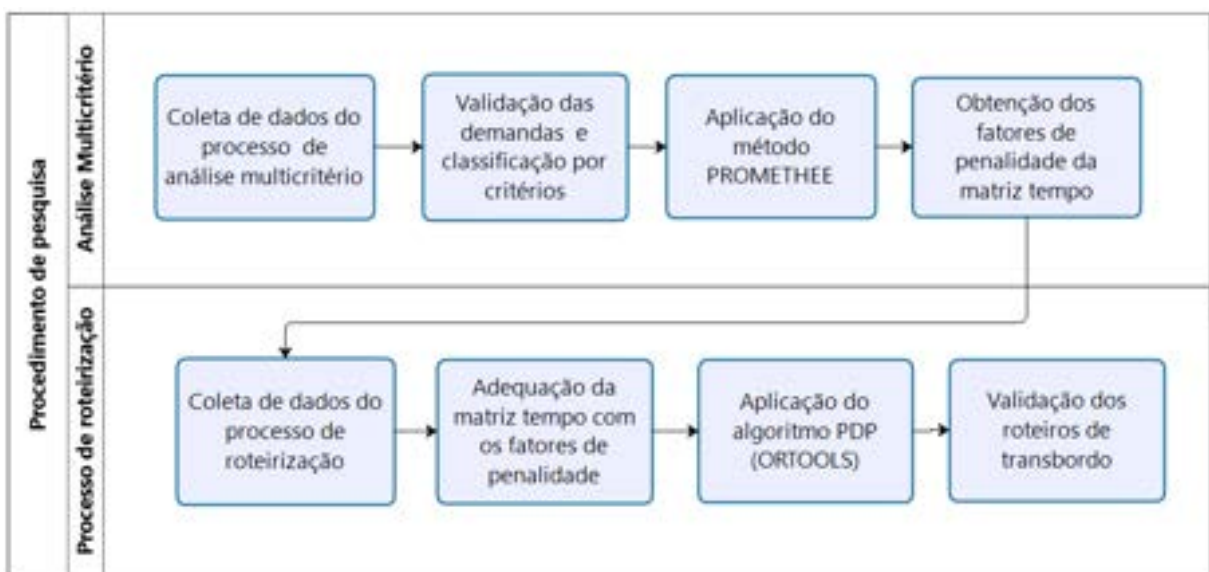 Procedimento de pesquisa
Análise Multicritério
Coleta de dados do
processo de
análise multicritério
Validação das
demandas e
classificação por
critérios
Aplicação do
método
PROMETHEE
Obtenção dos
fatores de
penalidade da
matriz tempo
Processo de roteirização
Coleta de dados do
processo de
roteirização
Adequação da
matriz tempo com
os fatores de
penalidade
Aplicação do
algoritmo PDP
(ORTOOLS)
Validação dos
roteiros de
transbordo